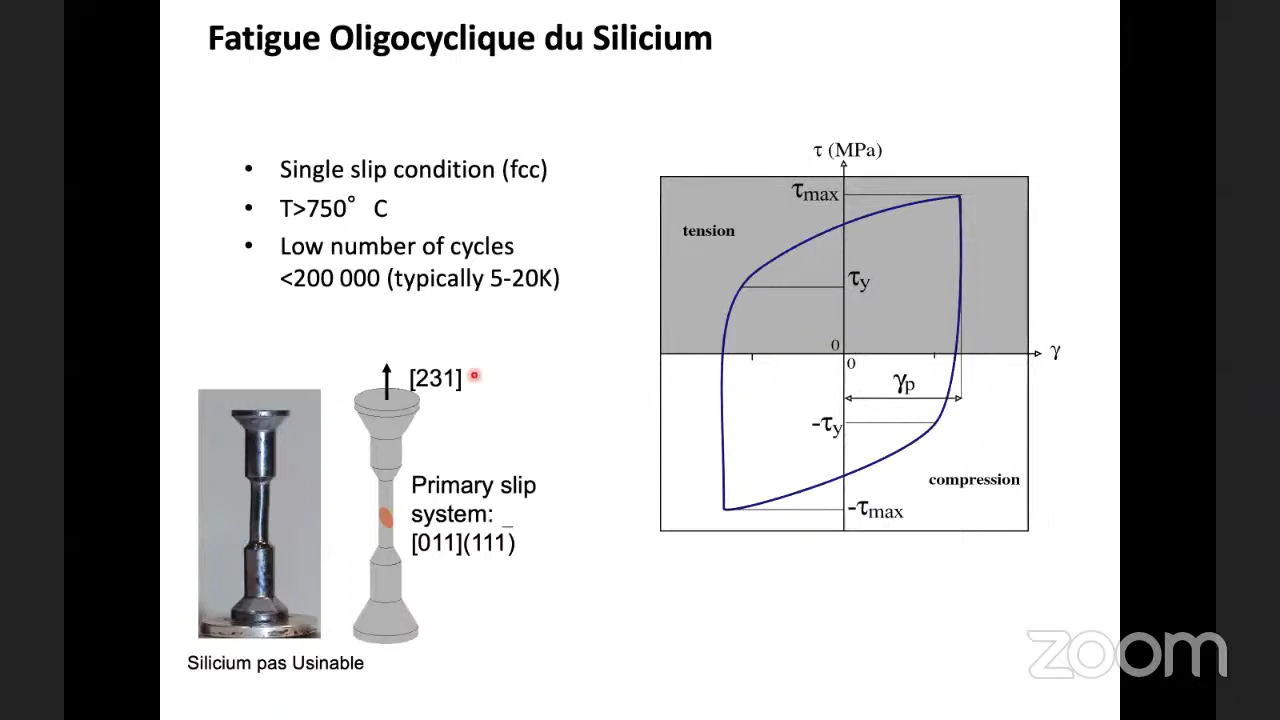 Fatigue Oligocyclique du Silicium
• Single slip condition (fcc)
• T>750° C
• Low number of cycles
<200 000 (typically 5-20K)
[231]
Primary slip
system: _
[011](111)
Silicium pas Usinable
τ (MPa)
τmax
tension
τy
0
γ
0
γp
-τy
compression
-τmax
zoom